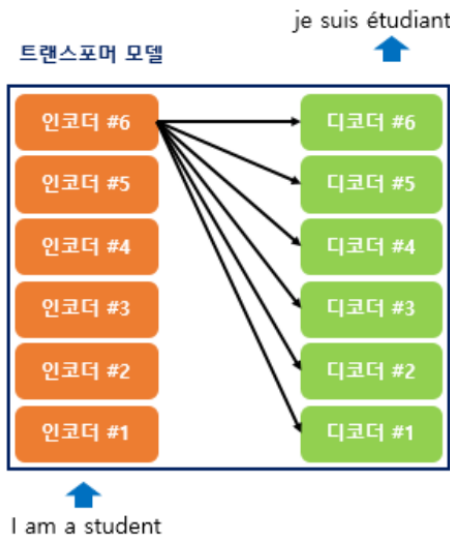 je suis étudiant
트랜스포머 모델
인코더 #6
디코더 #6
인코더 #5
디코더 #5
인코더 #4
디코더 #4
인코더 #3
디코더 #3
인코더 #2
디코더 #2
인코더 #1
디코더 #1
I am a student